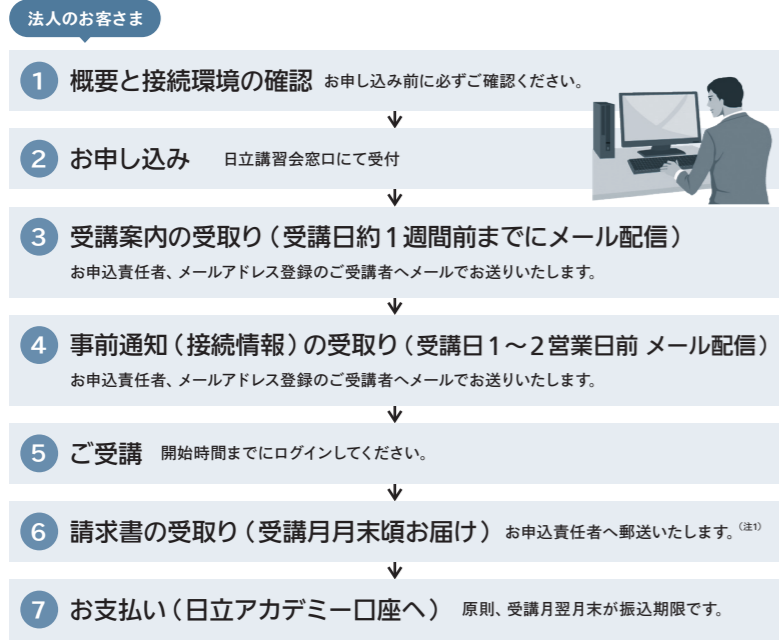 法人のお客さま
1 概要と接続環境の確認 お申し込み前に必ずご確認ください。
2 お申し込み 日立講習会窓口にて受付
3 受講案内の受取り（受講日約1週間前までにメール配信）
お申込責任者、メールアドレス登録のご受講者へメールでお送りいたします。
4 事前通知（接続情報）の受取り（受講日1～2営業日前 メール配信）
お申込責任者、メールアドレス登録のご受講者へメールでお送りいたします。
5 ご受講 開始時間までにログインしてください。
6 請求書の受取り（受講月月末頃お届け） お申込責任者へ郵送いたします。（注1）
7 お支払い（日立アカデミー口座へ） 原則、受講月翌月末が振込期限です。